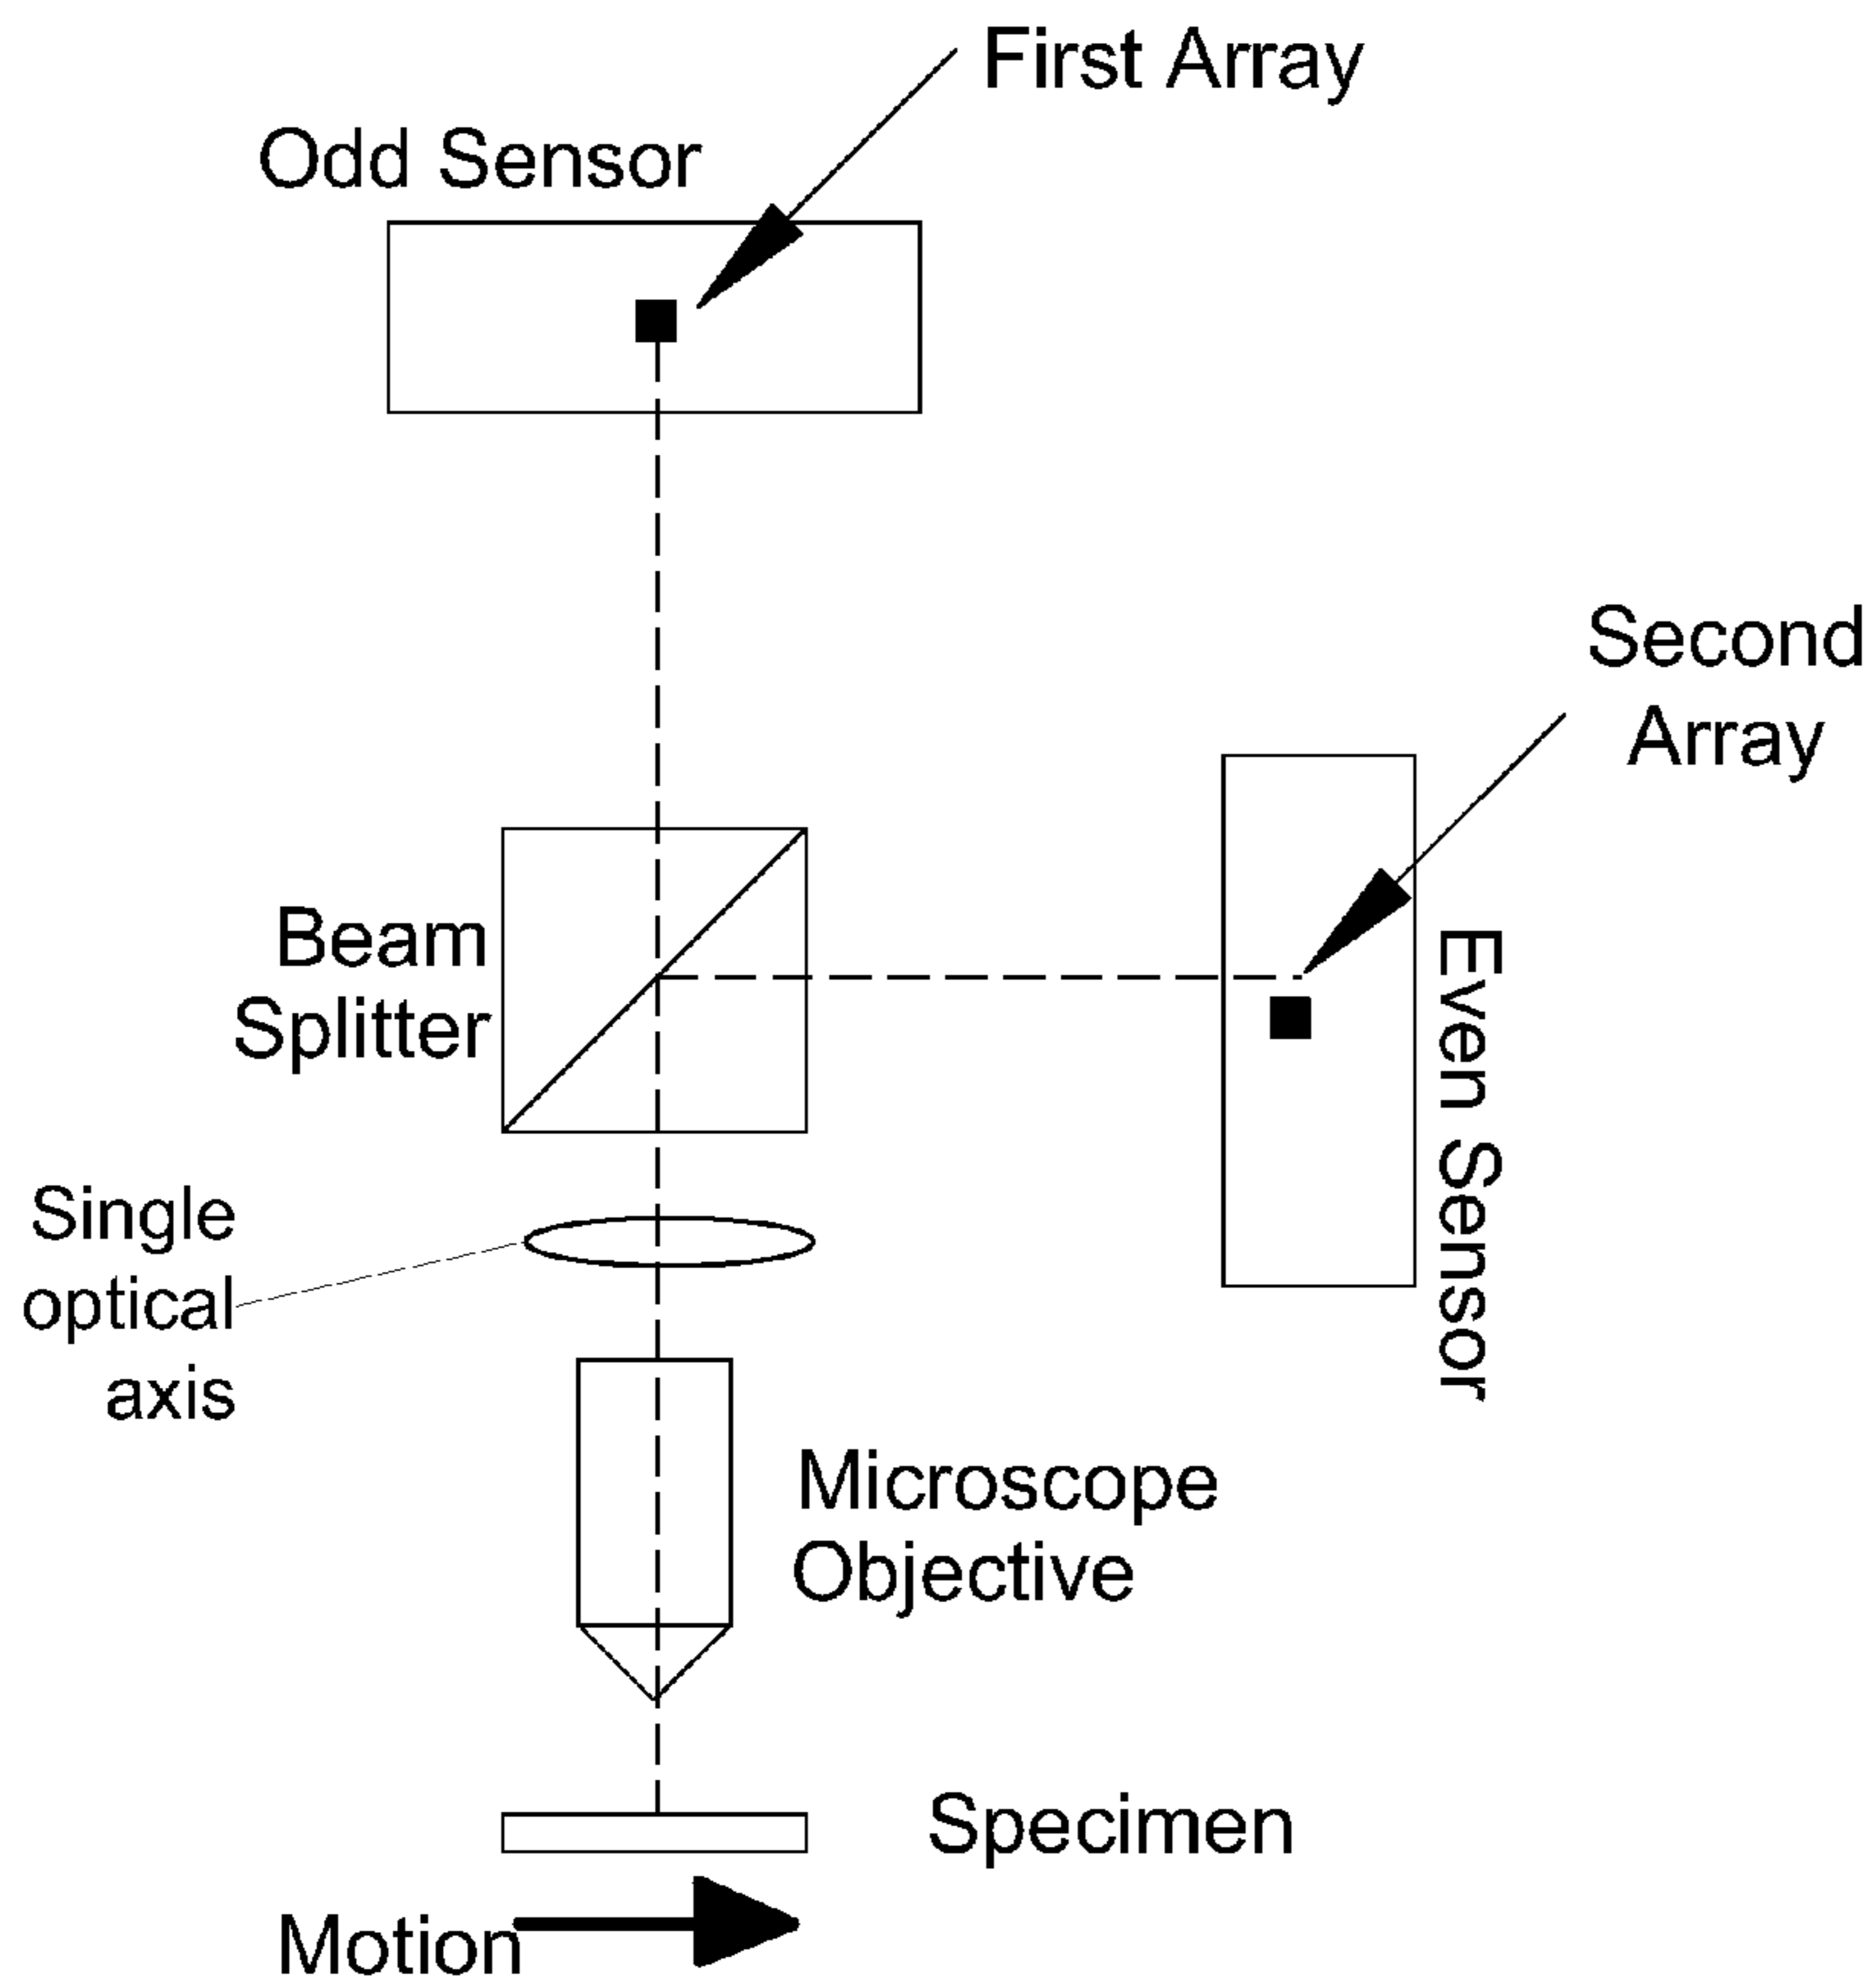 First Array
Odd Sensor
Second
Array
Even Sensor
Beam
Splitter
Single
optical
axis
Microscope
Objective
Specimen
Motion